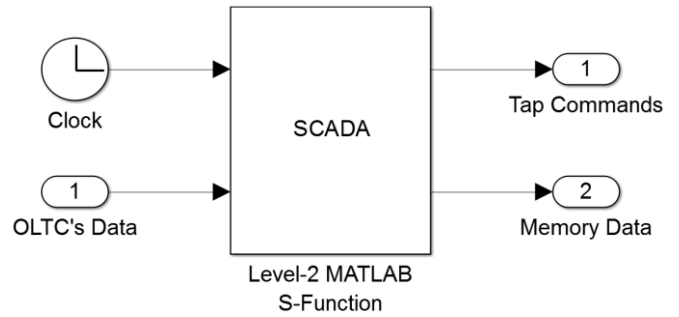 SCADA
1
Clock
Tap Commands
1
2
OLTC's Data
Memory Data
Level-2 MATLAB
S-Function